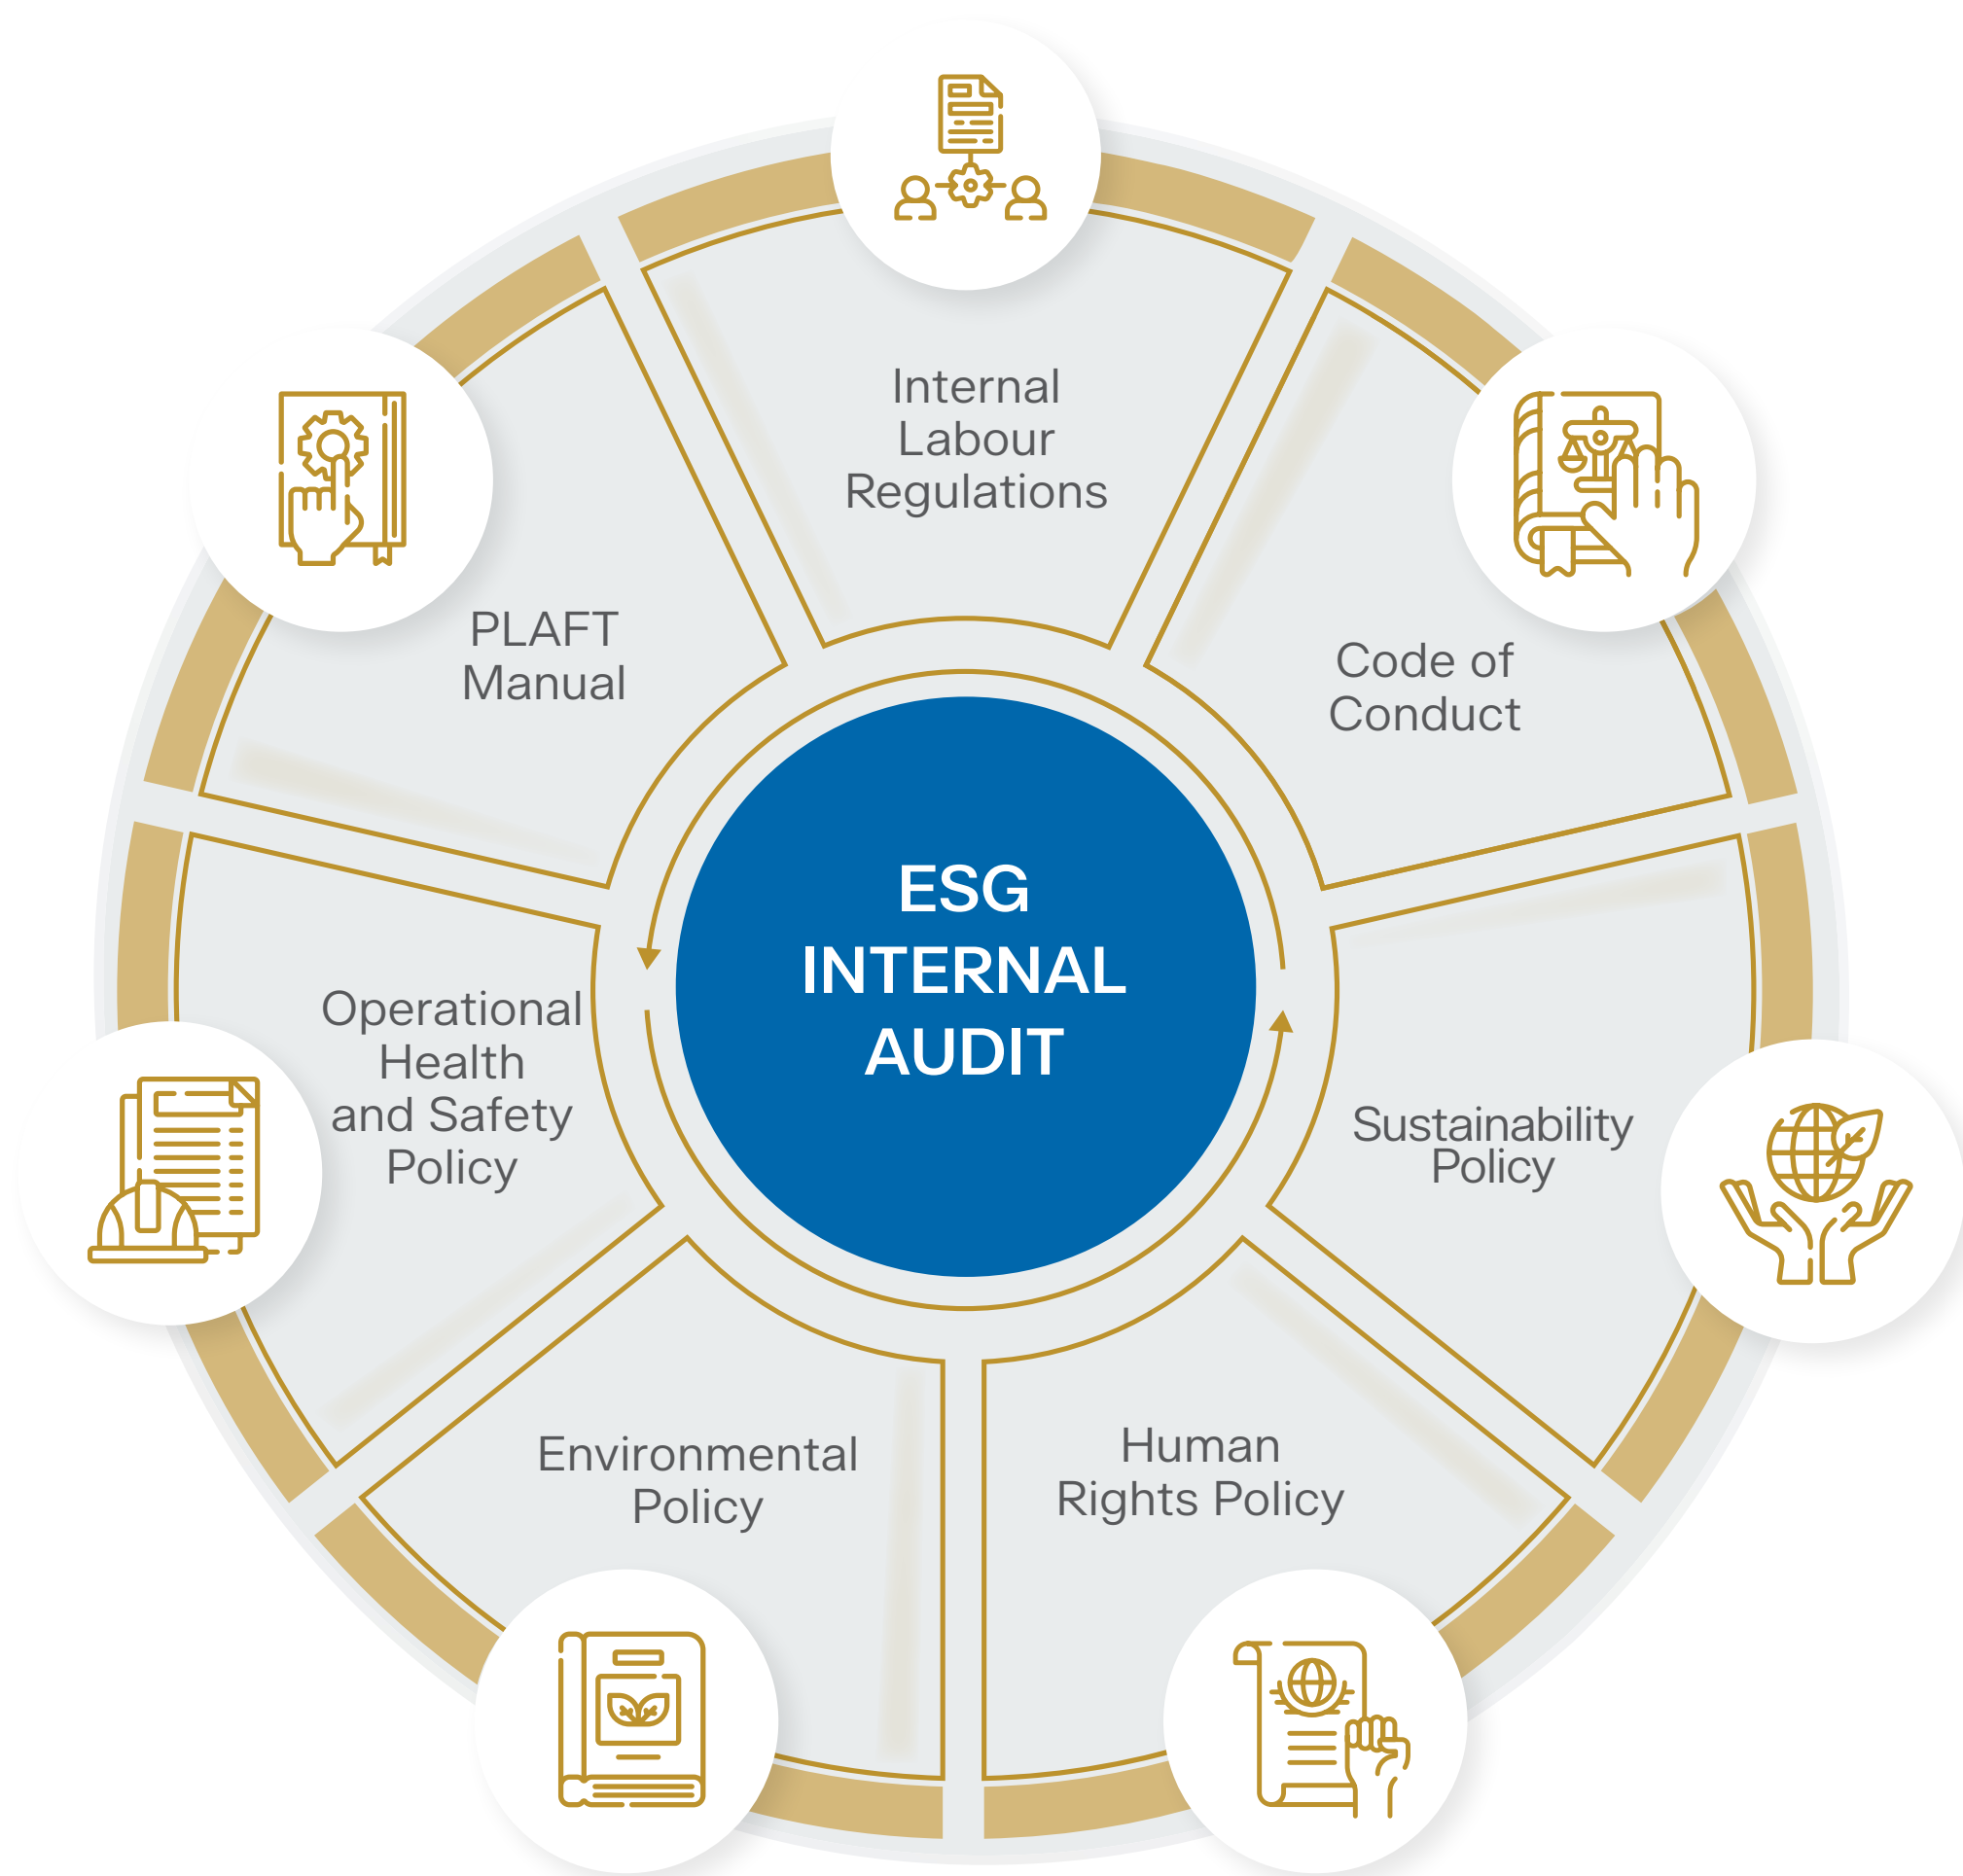 Internal
Labour
Regulations
Code of
Conduct
Sustainability
Policy
Human
Rights Policy
Environmental
Policy
Operational
Health
and Safety
Policy
PLAFT
Manual
ESG
INTERNAL
AUDIT